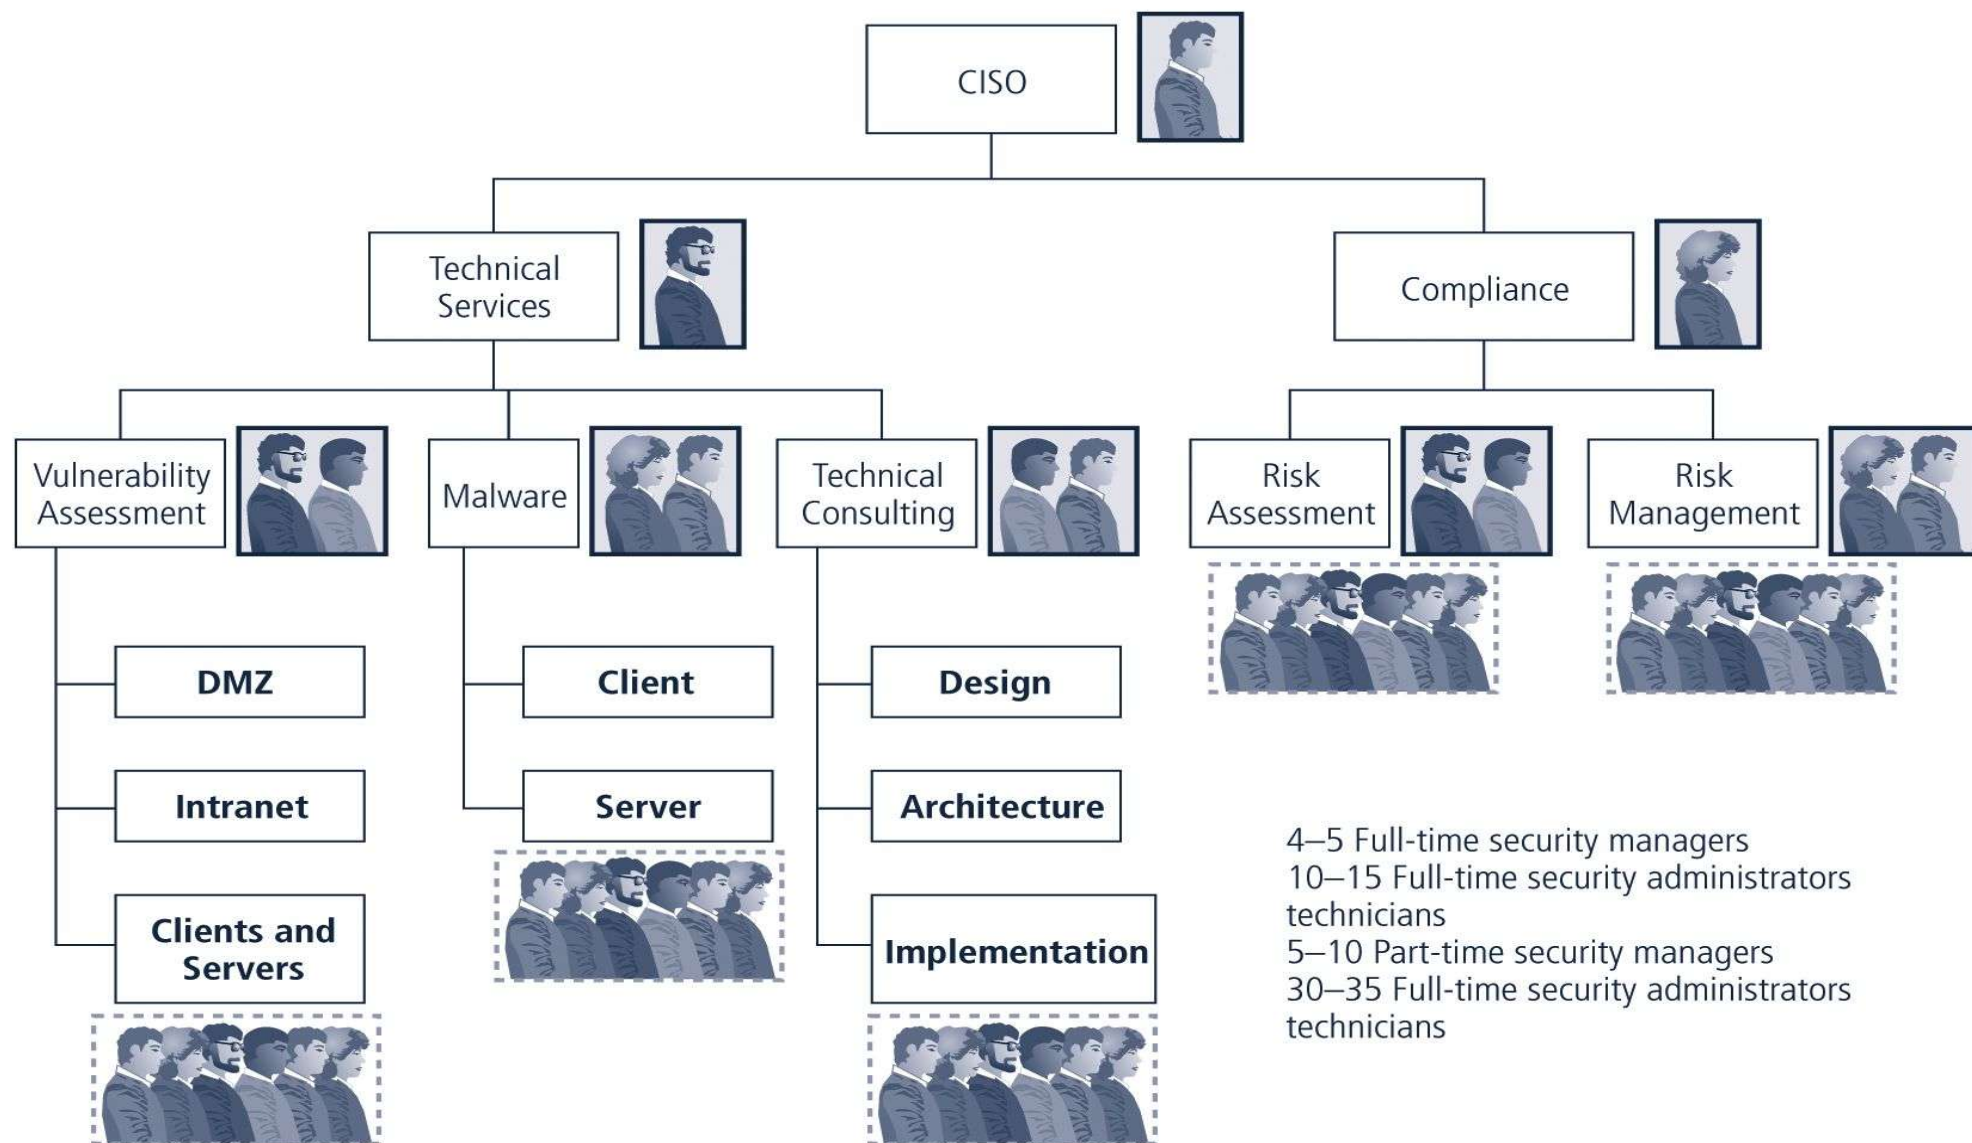 CISO
Technical
Services
Compliance
Vulnerability
Assessment
Malware
Technical
Consulting
Risk
Assessment
Risk
Management
DMZ
Client
Design
Intranet
Server
Architecture
Clients and
Servers
Implementation
4–5 Full-time security managers
10–15 Full-time security administrators
technicians
5–10 Part-time security managers
30–35 Full-time security administrators
technicians